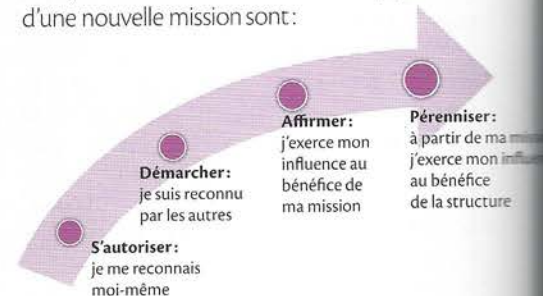 d'une nouvelle mission sont :
S'autoriser :
je me reconnais
moi-même
Démarcher :
je suis reconnu
par les autres
Affirmer :
j'exerce mon
influence au
bénéfice de
ma mission
Pérenniser :
à partir de ma
j'exerce mon
au bénéfice
de la structure